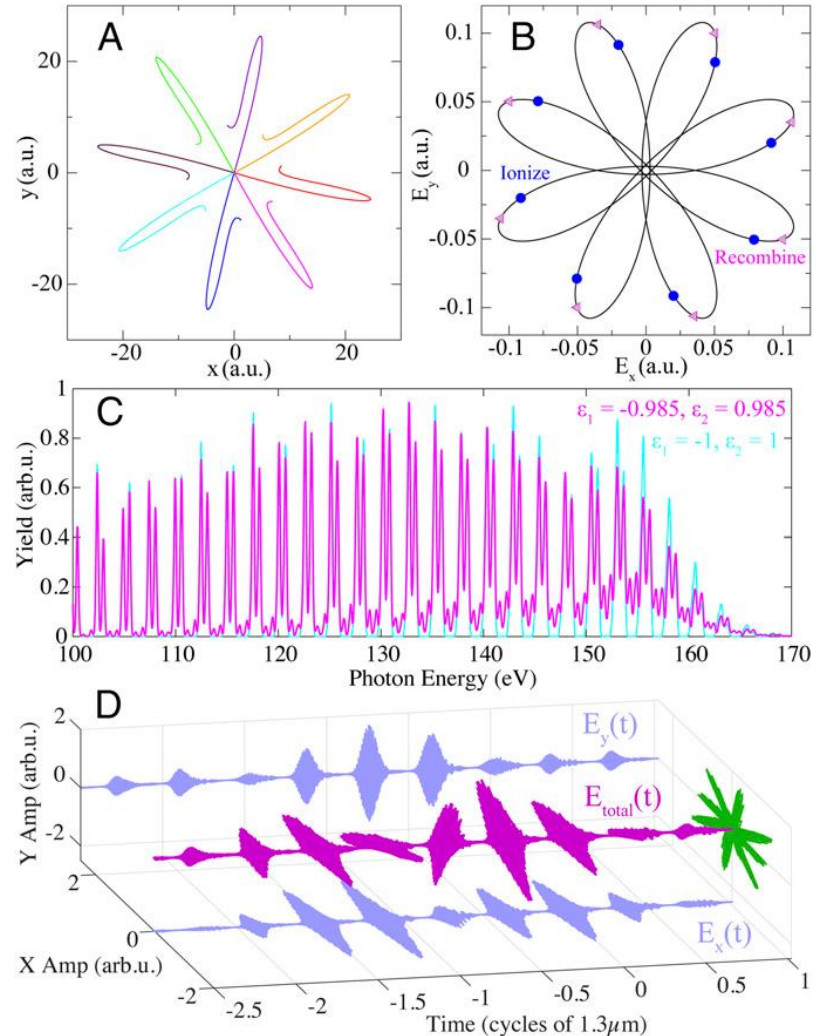 A
20
0
-20
y(a.u.)
-20
0
20
x(a.u.)
B
0.1
0.05
0
-0.05
-0.1
E_y(a.u.)
Ionize
Recombine
-0.1
-0.05
0
0.05
0.1
E_x(a.u.)
C
ε₁ = -0.985, ε₂ = 0.985
ε₁ = -1, ε₂ = 1
1
0.8
0.6
0.4
0.2
0
Yield (arb.u.)
100
110
120
130
140
150
160
170
Photon Energy (eV)
D
E_y(t)
E_total(t)
E_x(t)
2
0
-2
Y Amp (arb.u.)
2
0
-2
X Amp (arb.u.)
-2.5
-2
-1.5
-1
-0.5
0
0.5
1
Time (cycles of 1.3μm)